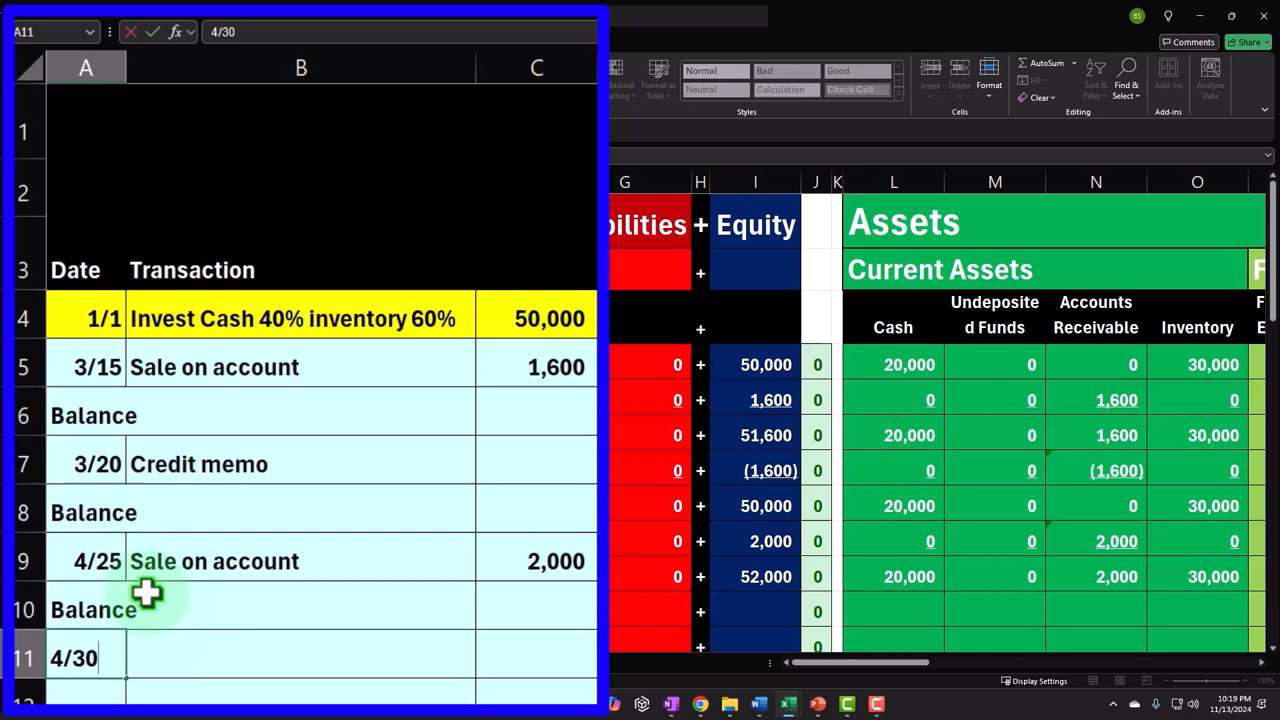 A11 4/30
BS
Comments Share
Normal Bad Good
Neutral Calculation Check Cell
Styles
Insert Delete Format
Cells
AutoSum
Fill
Clear
Sort & Filter
Find & Select
Editing
Add-ins
Add-ins
Analyze Data
A B C
G H I J K L M N O
1
2
3 Date Transaction
4 1/1 Invest Cash 40% inventory 60% 50,000
5 3/15 Sale on account 1,600
6 Balance
7 3/20 Credit memo
8 Balance
9 4/25 Sale on account 2,000
10 Balance
11 4/30
bilities + Equity Assets
+ Current Assets
+ Cash Undeposite d Funds Accounts Receivable Inventory
0 + 50,000 0 20,000 0 0 30,000
0 + 1,600 0 0 0 1,600 0
0 + 51,600 0 20,000 0 1,600 30,000
0 + (1,600) 0 0 0 (1,600) 0
0 + 50,000 0 20,000 0 0 30,000
0 + 2,000 0 0 0 2,000 0
0 + 52,000 0 20,000 0 2,000 30,000
+ 0
+ 0
Display Settings
190%
10:19 PM
11/13/2024